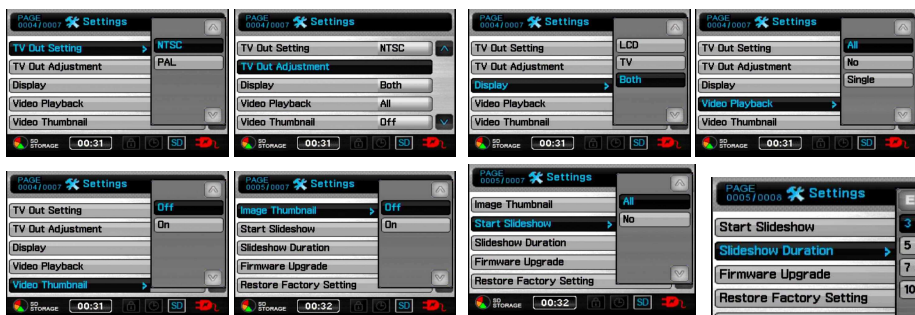 PAGE
0004/0007 Settings
TV Out Setting >
TV Out Adjustment
Display
Video Playback
Video Thumbnail
NTSC
PAL
SD
STORAGE 00:31 SD
PAGE
0004/0007 Settings
TV Out Setting NTSC
TV Out Adjustment
Display Both
Video Playback All
Video Thumbnail Off
SD
STORAGE 00:31 SD
PAGE
0004/0007 Settings
TV Out Setting
TV Out Adjustment
Display >
Video Playback
Video Thumbnail
LCD
TV
Both
SD
STORAGE 00:31 SD
PAGE
0004/0007 Settings
TV Out Setting
TV Out Adjustment
Display
Video Playback >
Video Thumbnail
All
No
Single
SD
STORAGE 00:31 SD
PAGE
0004/0007 Settings
TV Out Setting
TV Out Adjustment
Display
Video Playback
Video Thumbnail >
Off
On
SD
STORAGE 00:31 SD
PAGE
0005/0007 Settings
Image Thumbnail >
Start Slideshow
Slideshow Duration
Firmware Upgrade
Restore Factory Setting
Off
On
SD
STORAGE 00:32 SD
PAGE
0005/0007 Settings
Image Thumbnail
Start Slideshow >
Slideshow Duration
Firmware Upgrade
Restore Factory Setting
All
No
SD
STORAGE 00:32 SD
PAGE
0005/0008 Settings
Start Slideshow
Slideshow Duration >
Firmware Upgrade
Restore Factory Setting
3
5
7
10